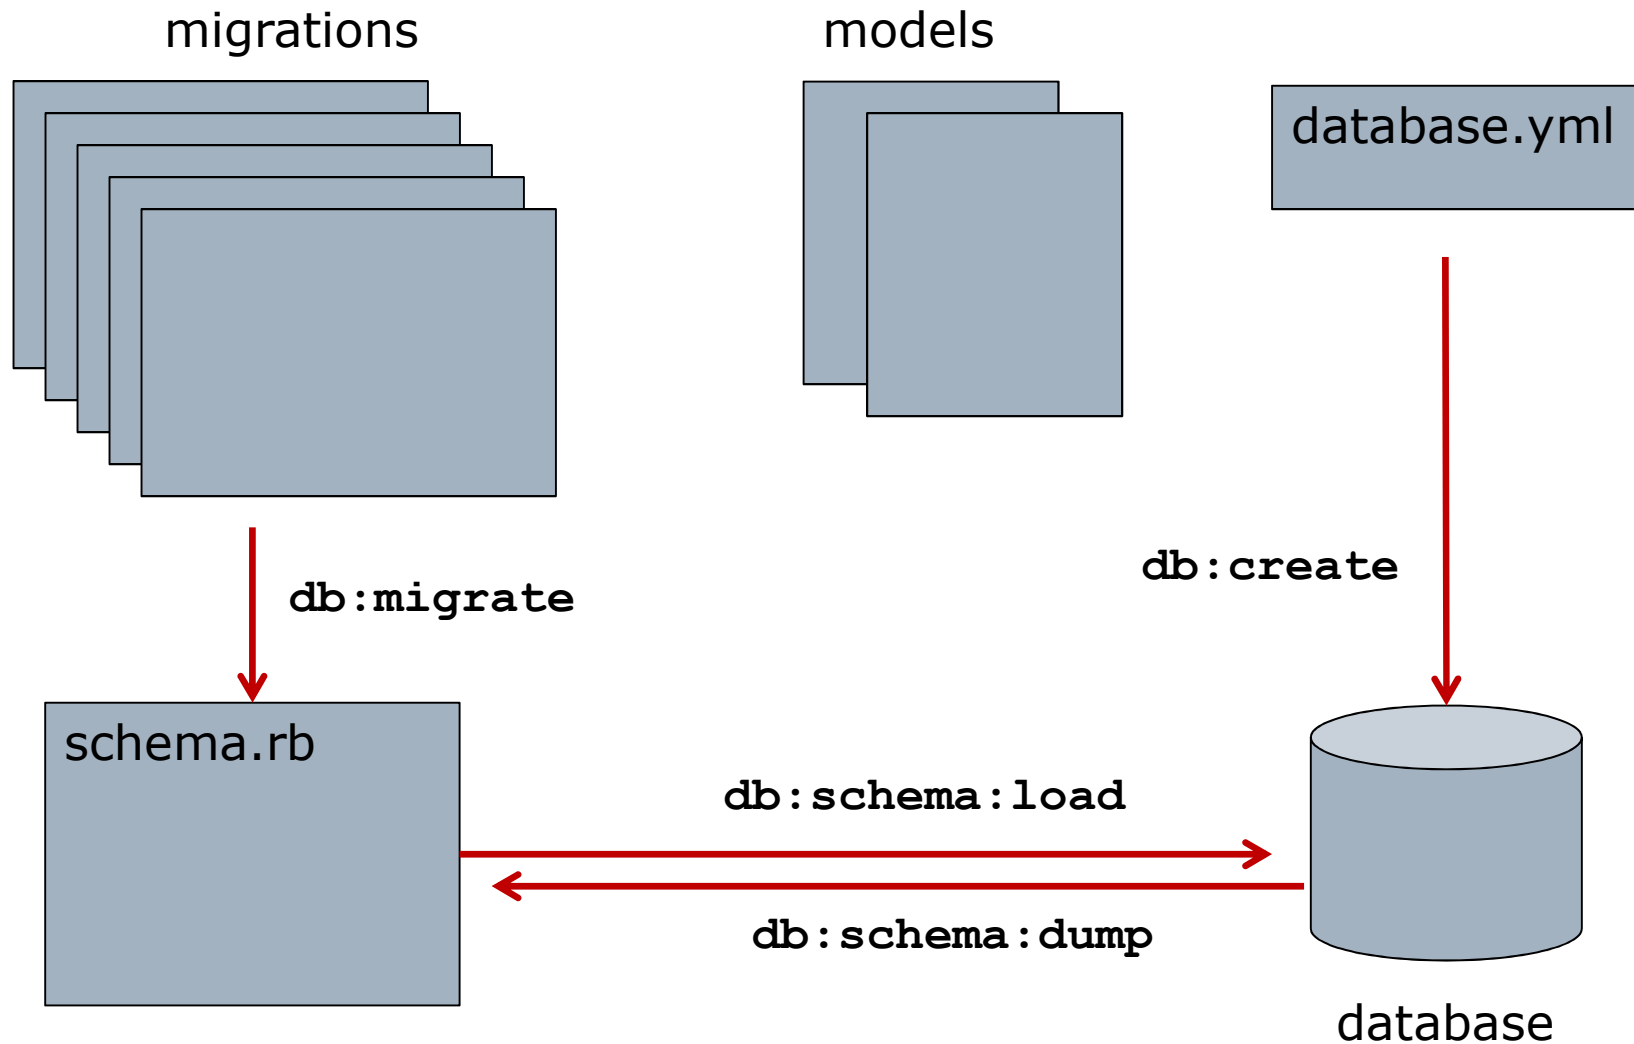 migrations
models
database.yml
db:create
db:migrate
schema.rb
db:schema:load
db:schema:dump
database